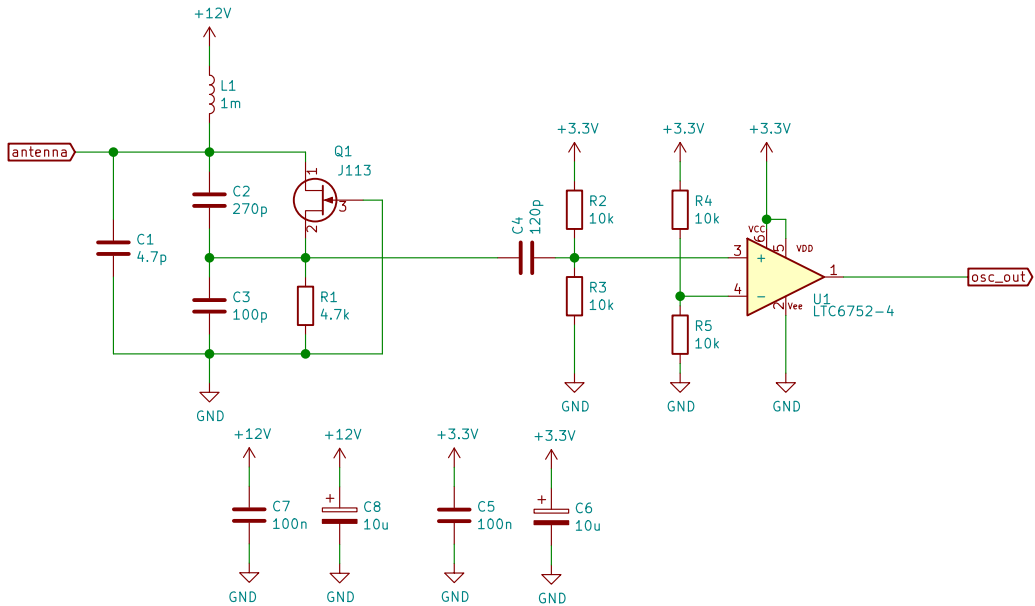 +12V
L1
1m
antenna
Q1
J113
1
3
2
C2
270p
C1
4.7p
C3
100p
R1
4.7k
GND
C4
120p
+3.3V
R2
10k
R3
10k
GND
+3.3V
R4
10k
R5
10k
GND
+3.3V
VCC
6
5
VDD
3
+
4
−
1
2
Vee
U1
LTC6752-4
GND
osc_out
+12V
C7
100n
GND
+12V
+
C8
10u
GND
+3.3V
C5
100n
GND
+3.3V
+
C6
10u
GND